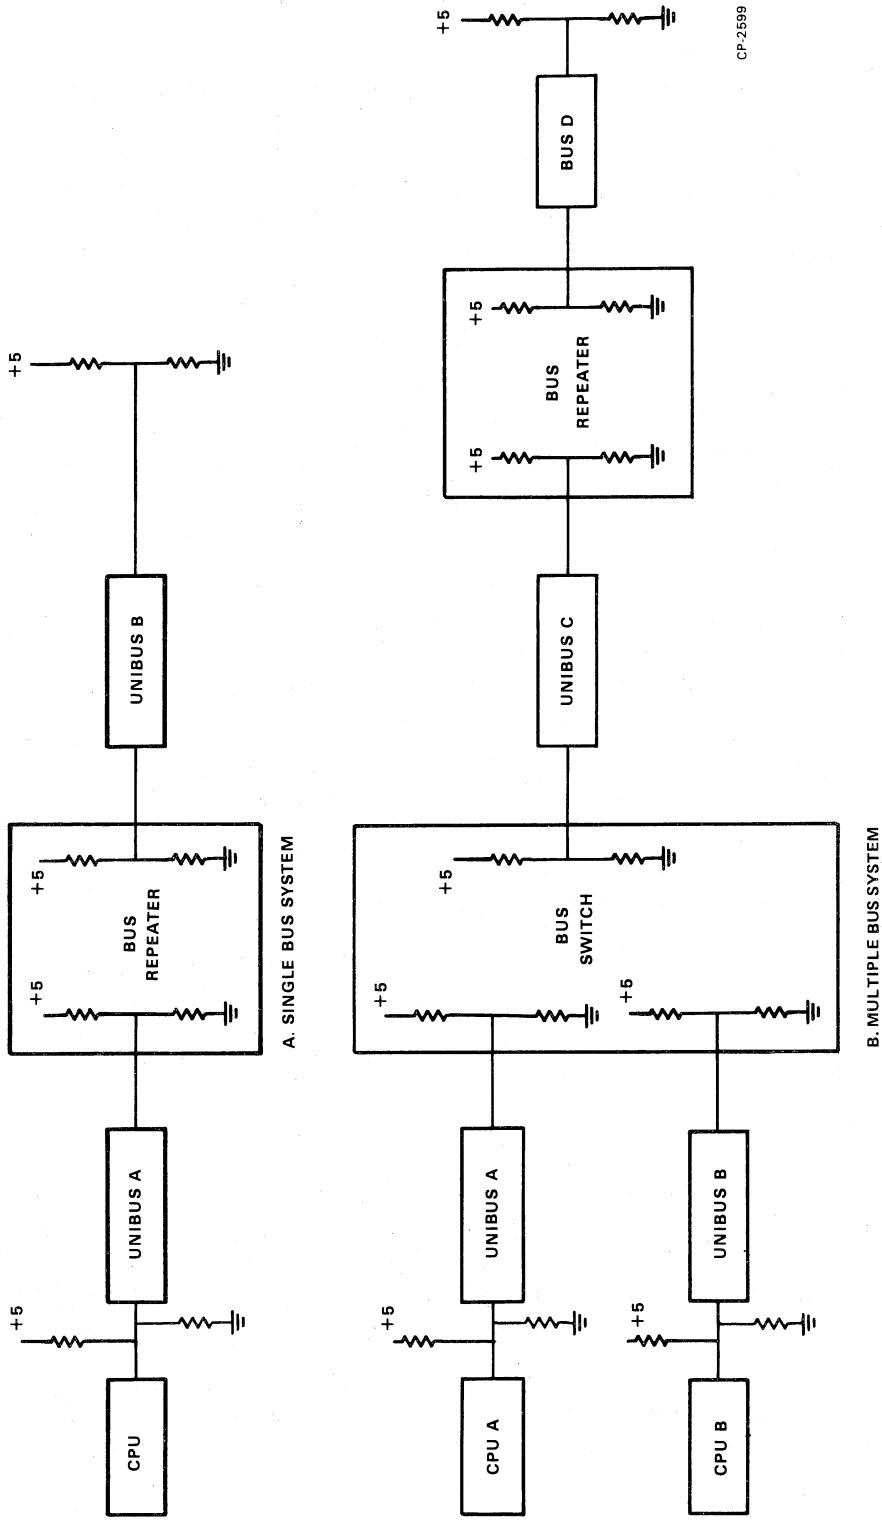 +5
+5
+5
+5
CPU
UNIBUS A
BUS
REPEATER
UNIBUS B
A. SINGLE BUS SYSTEM
+5
+5
+5
+5
+5
+5
CPU A
UNIBUS A
BUS
SWITCH
UNIBUS C
BUS
REPEATER
BUS D
+5
+5
CPU B
UNIBUS B
CP-2599
B. MULTIPLE BUS SYSTEM